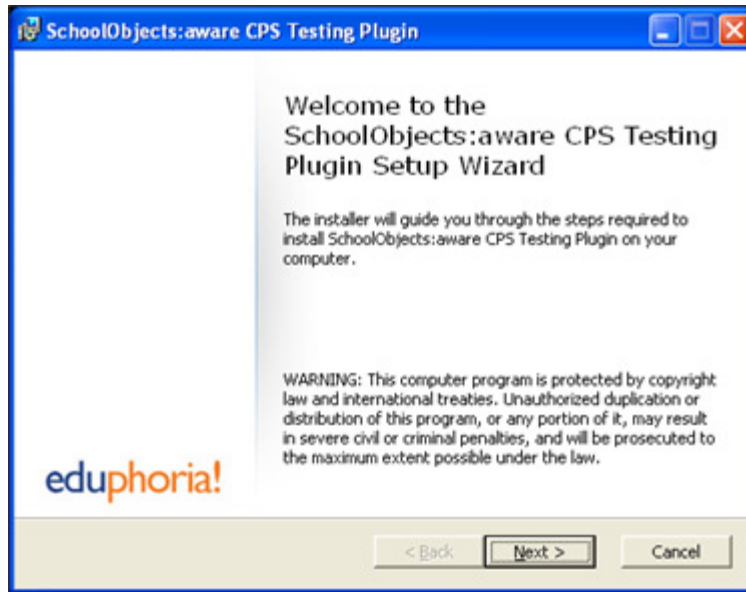 SchoolObjects:aware CPS Testing Plugin
Welcome to the
SchoolObjects:aware CPS Testing
Plugin Setup Wizard
The installer will guide you through the steps required to
install SchoolObjects:aware CPS Testing Plugin on your
computer.
WARNING: This computer program is protected by copyright
law and international treaties. Unauthorized duplication or
distribution of this program, or any portion of it, may result
in severe civil or criminal penalties, and will be prosecuted to
the maximum extent possible under the law.
eduphoria!
< Back Next > Cancel